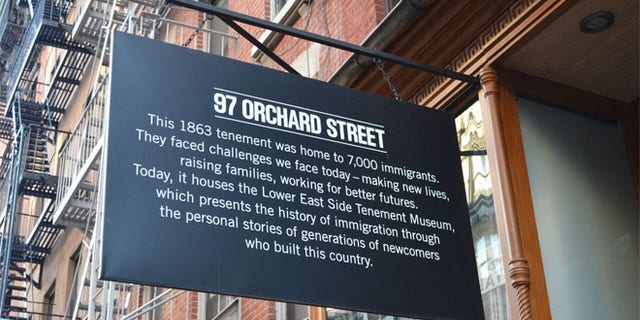 97 ORCHARD STREET
This 1863 tenement was home to 7,000 immigrants.
They faced challenges we face today – making new lives,
raising families, working for better futures.
Today, it houses the Lower East Side Tenement Museum,
which presents the history of immigration through
the personal stories of generations of newcomers
who built this country.